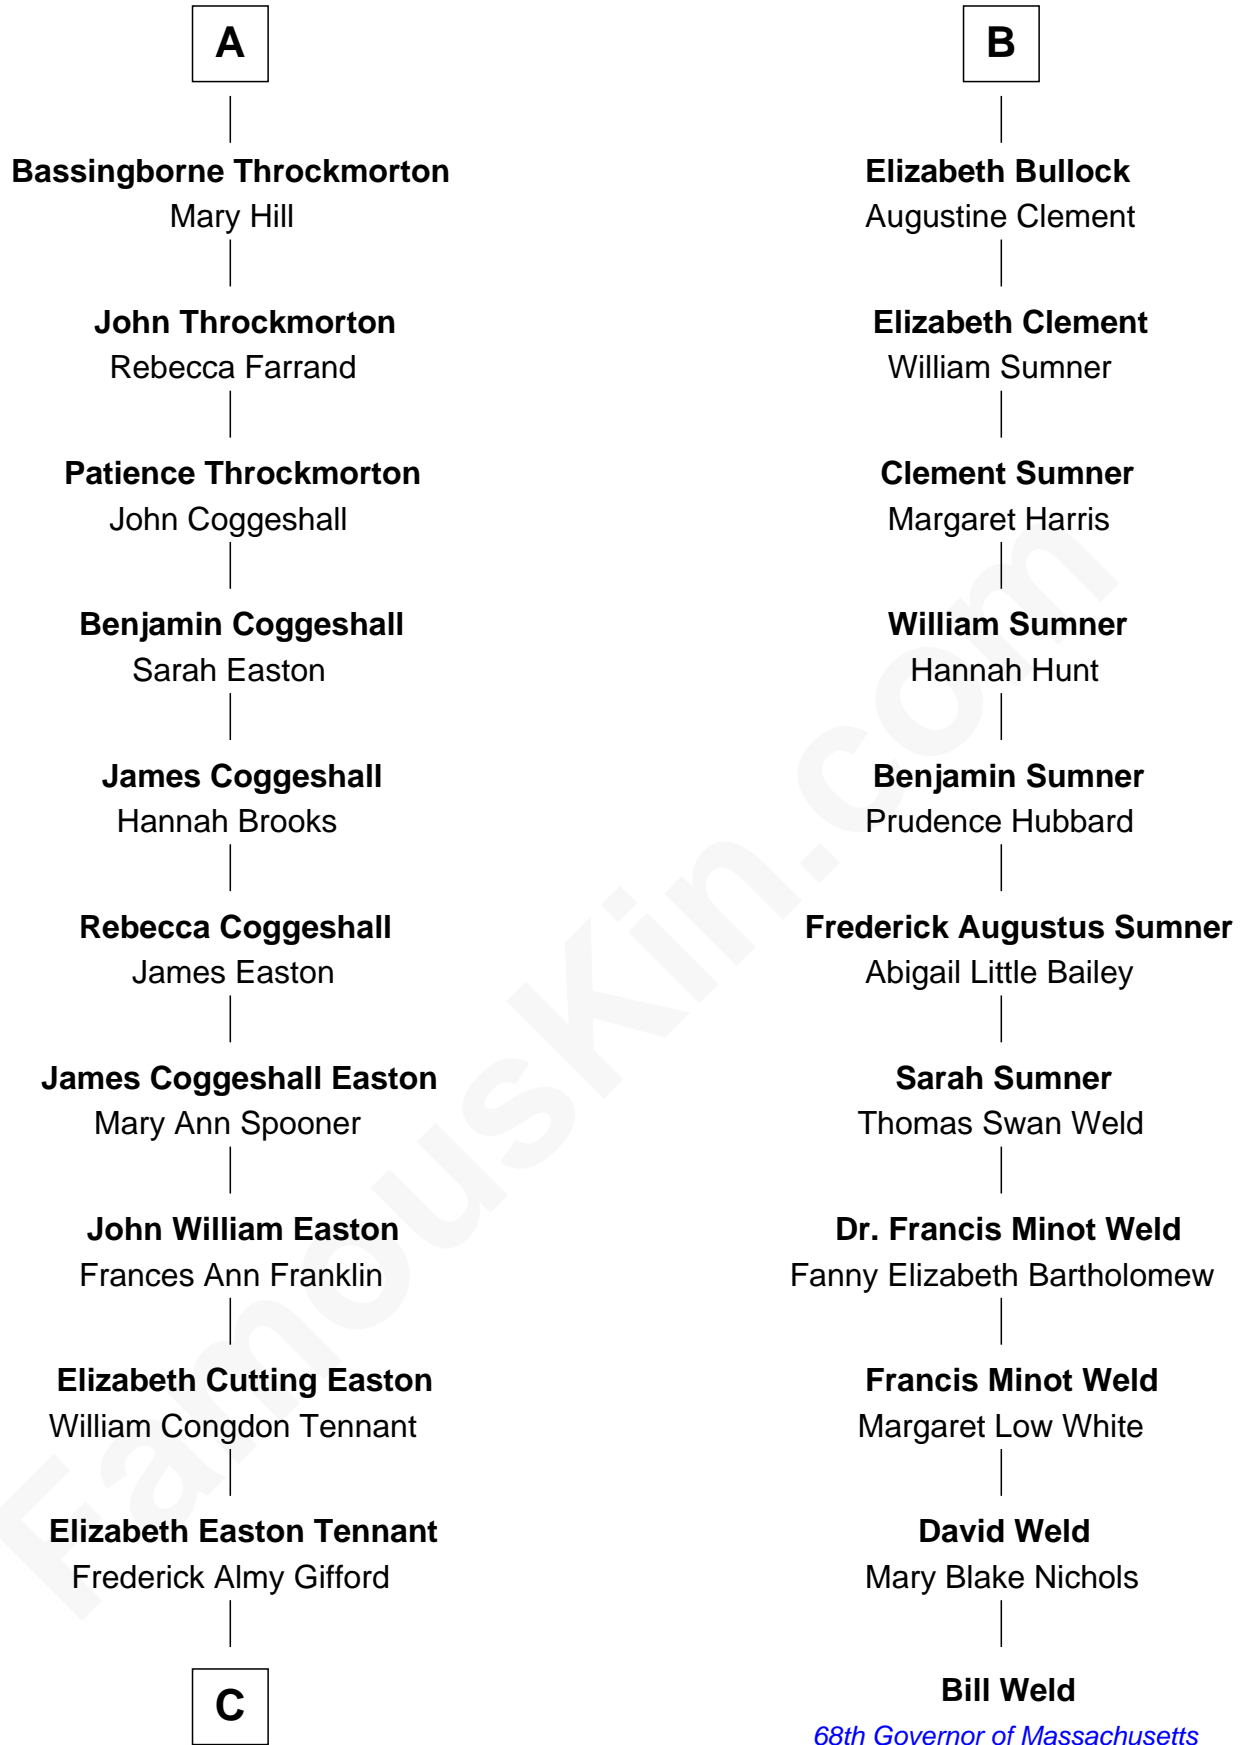 A
Bassingborne Throckmorton
Mary Hill
John Throckmorton
Rebecca Farrand
Patience Throckmorton
John Coggeshall
Benjamin Coggeshall
Sarah Easton
James Coggeshall
Hannah Brooks
Rebecca Coggeshall
James Easton
James Coggeshall Easton
Mary Ann Spooner
John William Easton
Frances Ann Franklin
Elizabeth Cutting Easton
William Congdon Tennant
Elizabeth Easton Tennant
Frederick Almy Gifford
C
B
Elizabeth Bullock
Augustine Clement
Elizabeth Clement
William Sumner
Clement Sumner
Margaret Harris
William Sumner
Hannah Hunt
Benjamin Sumner
Prudence Hubbard
Frederick Augustus Sumner
Abigail Little Bailey
Sarah Sumner
Thomas Swan Weld
Dr. Francis Minot Weld
Fanny Elizabeth Bartholomew
Francis Minot Weld
Margaret Low White
David Weld
Mary Blake Nichols
Bill Weld
68th Governor of Massachusetts
FamousKin.com